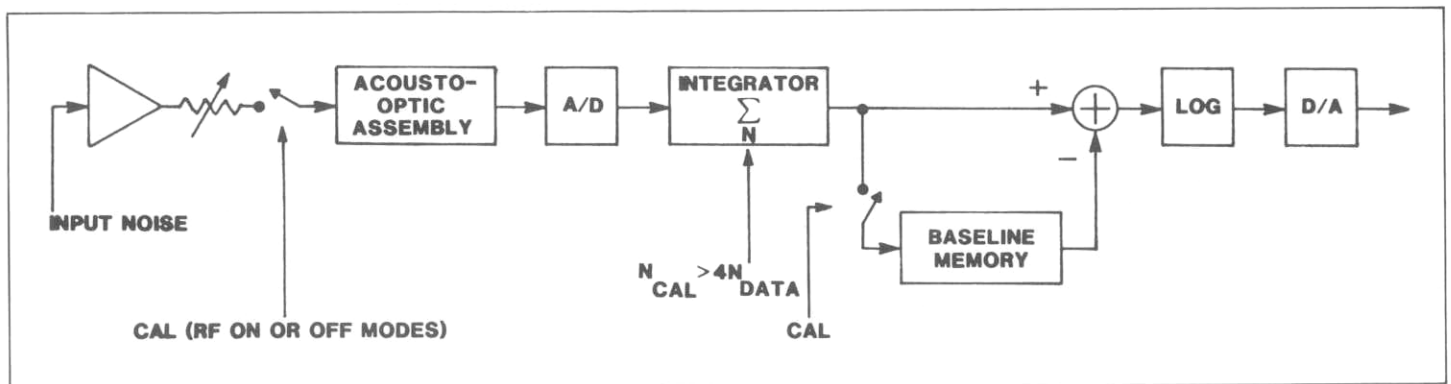 ACOUSTO-
OPTIC
ASSEMBLY
A/D
INTEGRATOR
Σ
N
+
−
LOG
D/A
INPUT NOISE
BASELINE
MEMORY
N CAL > 4N DATA
CAL (RF ON OR OFF MODES)
CAL